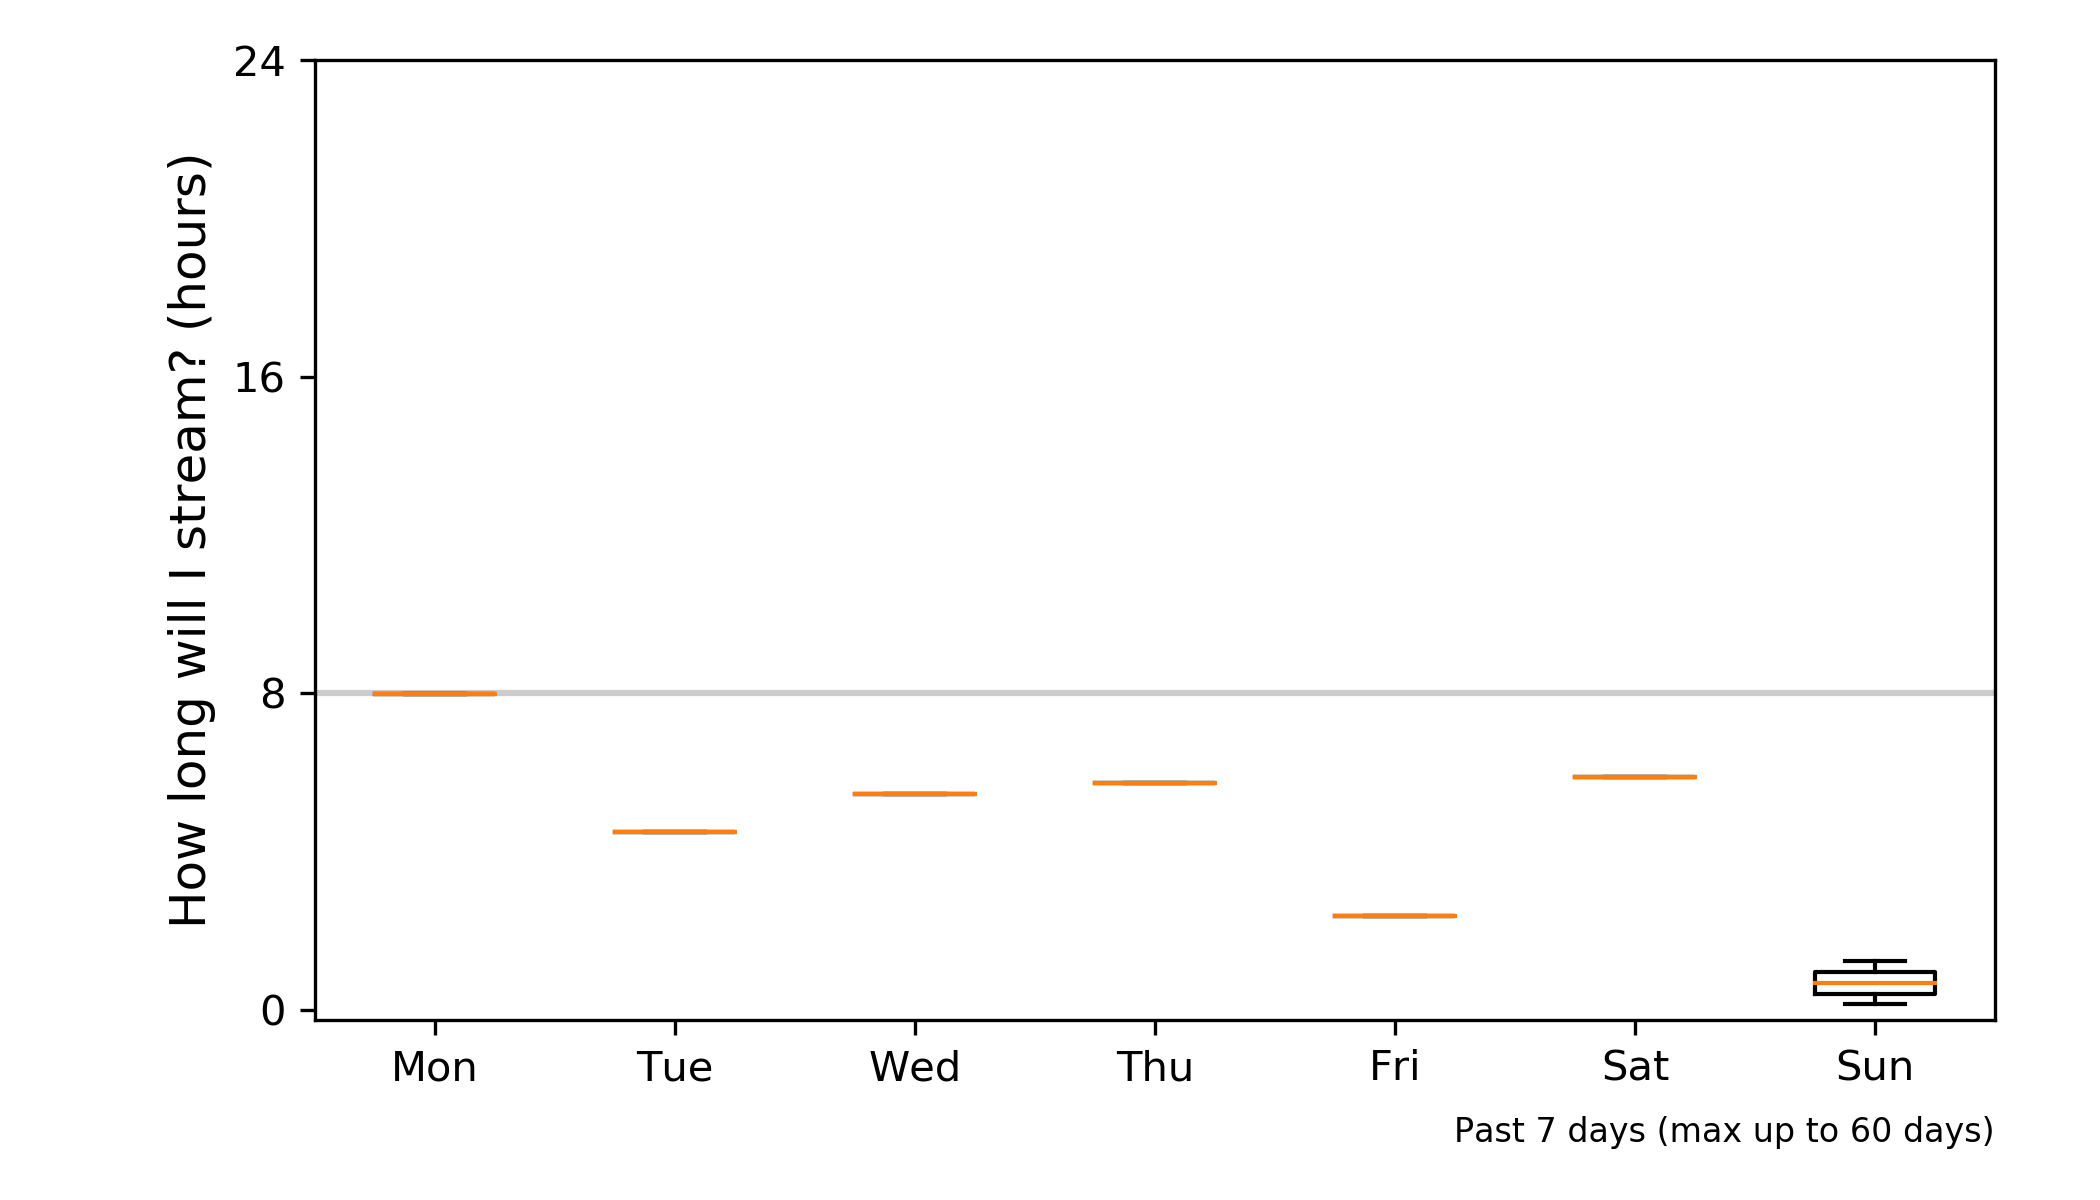 How long will I stream? (hours)
24
16
8
0
Mon Tue Wed Thu Fri Sat Sun
Past 7 days (max up to 60 days)